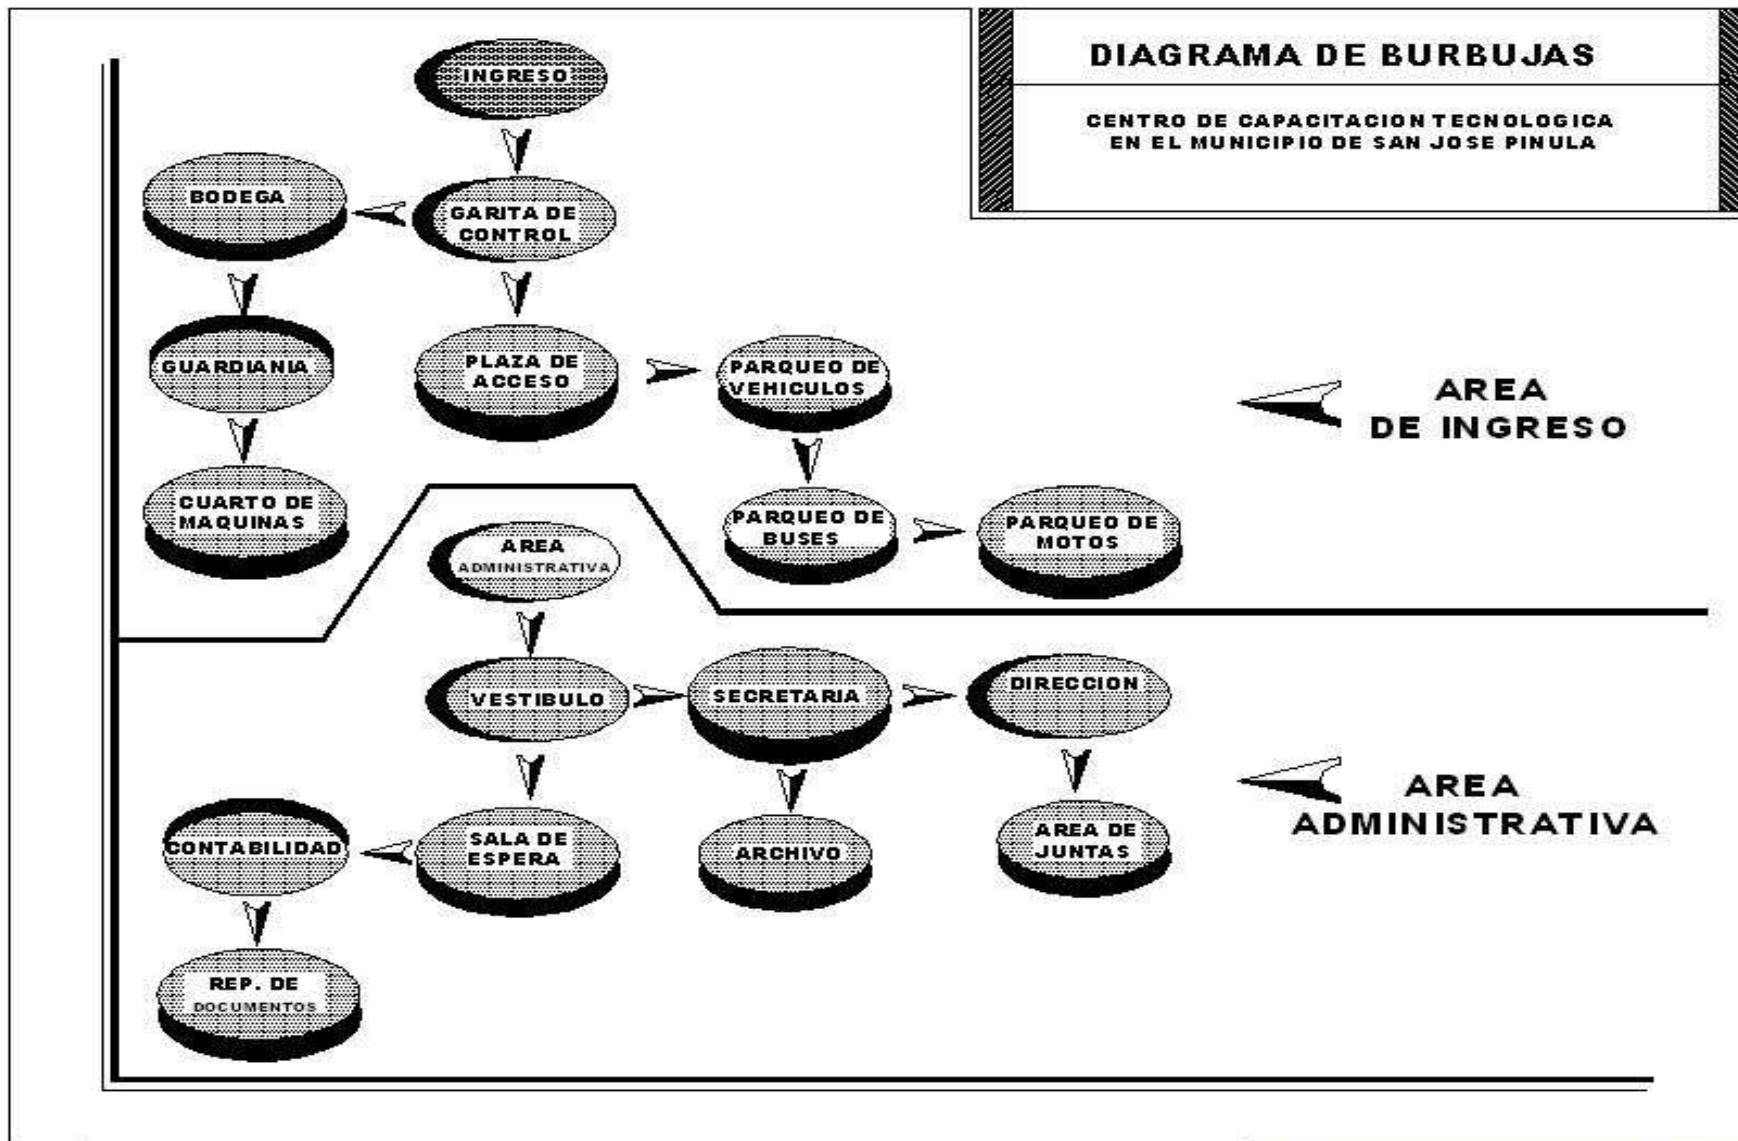 DIAGRAMA DE BURBUJAS
CENTRO DE CAPACITACION TECNOLOGICA
EN EL MUNICIPIO DE SAN JOSE PINULA
INGRESO
BODEGA
GARITA DE
CONTROL
GUARDIANIA
PLAZA DE
ACCESO
PARQUEO DE
VEHICULOS
AREA
DE INGRESO
CUARTO DE
MAQUINAS
PARQUEO DE
BUSES
PARQUEO DE
MOTOS
AREA
ADMINISTRATIVA
VESTIBULO
SECRETARIA
DIRECCION
AREA
ADMINISTRATIVA
CONTABILIDAD
SALA DE
ESPERA
ARCHIVO
AREA DE
JUNTAS
REP. DE
DOCUMENTOS